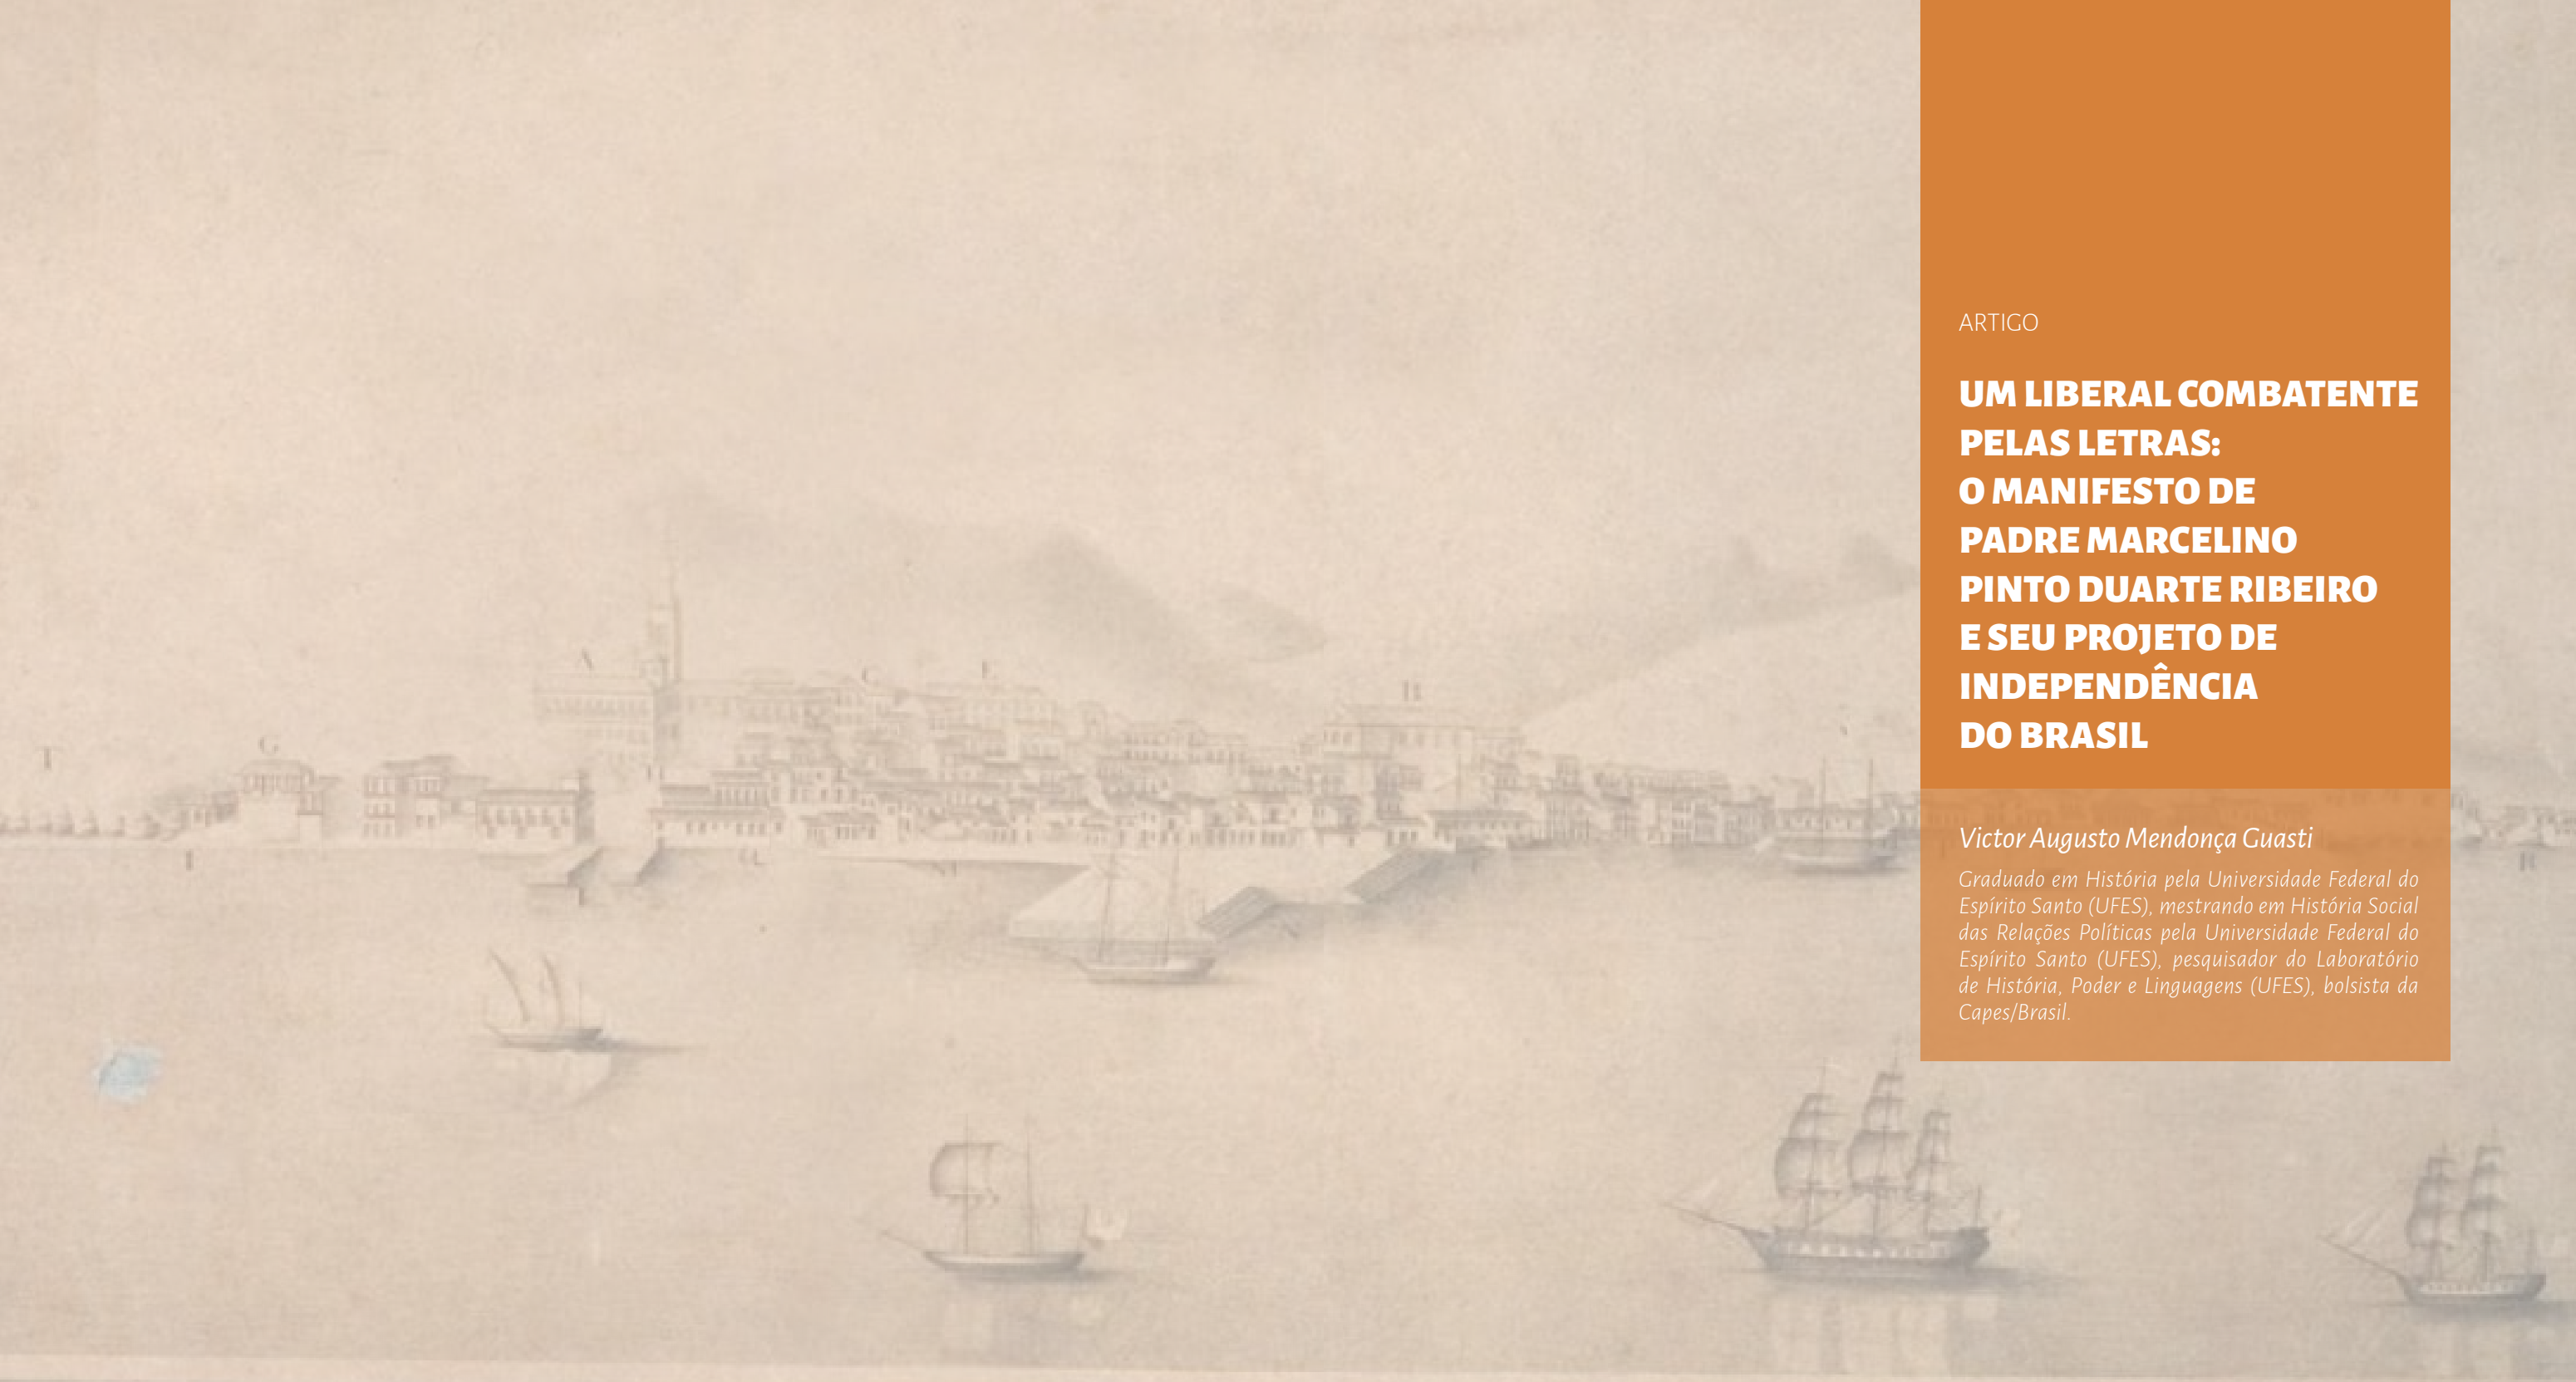 ARTIGO
UM LIBERAL COMBATENTE
PELAS LETRAS:
O MANIFESTO DE
PADRE MARCELINO
PINTO DUARTE RIBEIRO
E SEU PROJETO DE
INDEPENDÊNCIA
DO BRASIL
Victor Augusto Mendonça Guasti
Graduado em História pela Universidade Federal do
Espírito Santo (UFES), mestrando em História Social
das Relações Políticas pela Universidade Federal do
Espírito Santo (UFES), pesquisador do Laboratório
de História, Poder e Linguagens (UFES), bolsista da
Capes/Brasil.
A
G
T